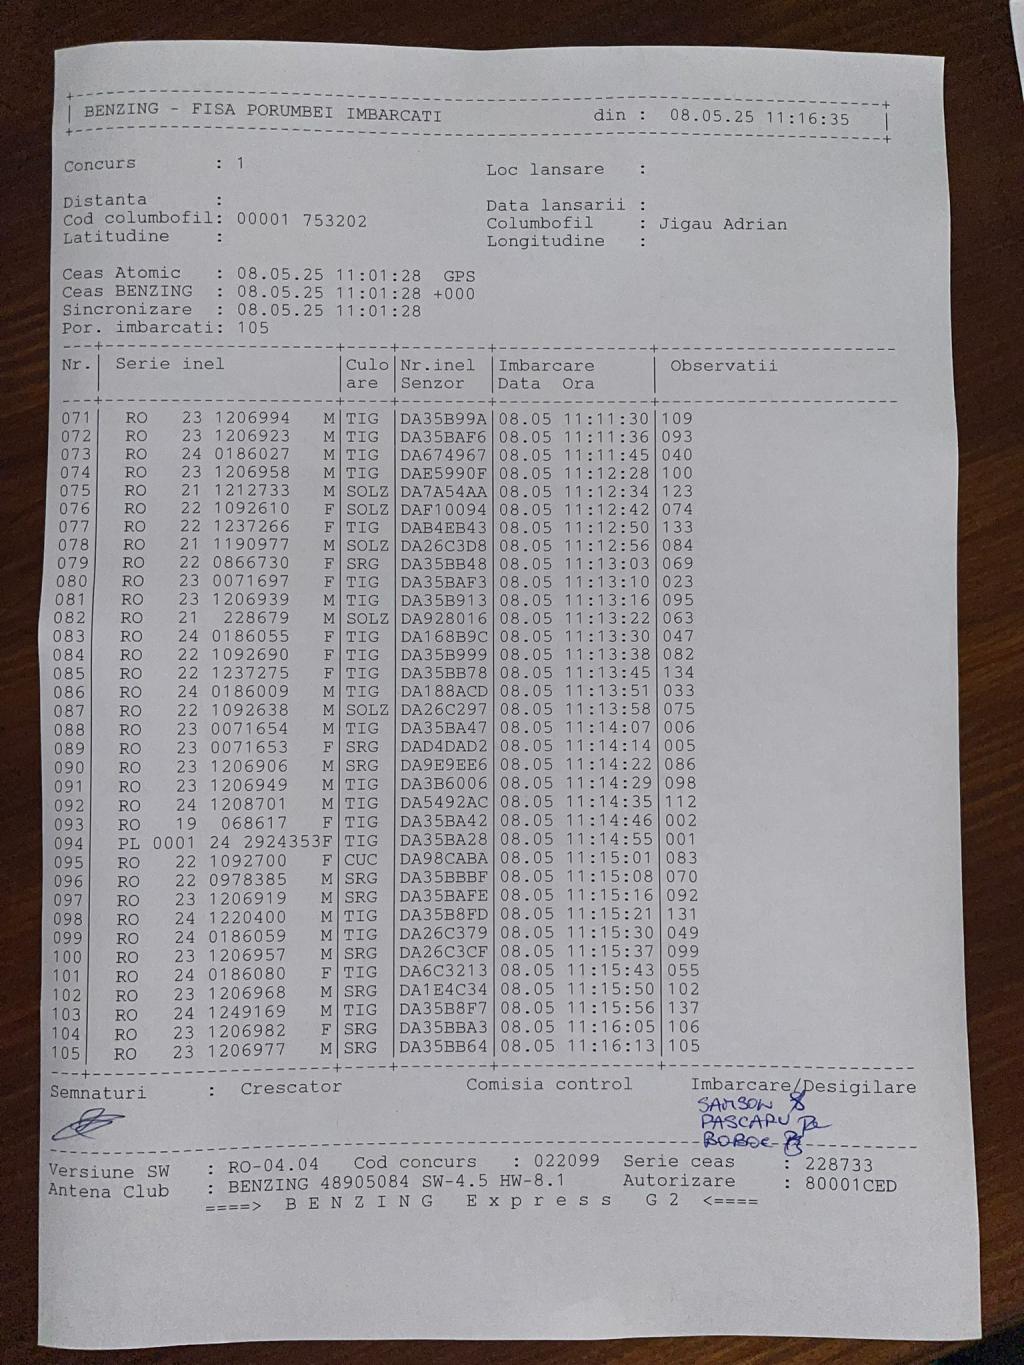 BENZING - FISA PORUMBEI IMBARCATI din : 08.05.25 11:16:35
Concurs : 1 Loc lansare :
Distanta : Data lansarii :
Cod columbofil: 00001 753202 Columbofil : Jigau Adrian
Latitudine : Longitudine :
Ceas Atomic : 08.05.25 11:01:28 GPS
Ceas BENZING : 08.05.25 11:01:28 +000
Sincronizare : 08.05.25 11:01:28
Por. imbarcati: 105
Nr. Serie inel Culo Nr.inel Imbarcare Observatii
are Senzor Data Ora
071 RO 23 1206994 M TIG DA35B99A 08.05 11:11:30 109
072 RO 23 1206923 M TIG DA35BAF6 08.05 11:11:36 093
073 RO 24 0186027 M TIG DA674967 08.05 11:11:45 040
074 RO 23 1206958 M TIG DAE5990F 08.05 11:12:28 100
075 RO 21 1212733 M SOLZ DA7A54AA 08.05 11:12:34 123
076 RO 22 1092610 F SOLZ DAF10094 08.05 11:12:42 074
077 RO 22 1237266 F TIG DAB4EB43 08.05 11:12:50 133
078 RO 21 1190977 M SOLZ DA26C3D8 08.05 11:12:56 084
079 RO 22 0866730 F SRG DA35BB48 08.05 11:13:03 069
080 RO 23 0071697 F TIG DA35BAF3 08.05 11:13:10 023
081 RO 23 1206939 M TIG DA35B913 08.05 11:13:16 095
082 RO 21 228679 M SOLZ DA928016 08.05 11:13:22 063
083 RO 24 0186055 F TIG DA168B9C 08.05 11:13:30 047
084 RO 22 1092690 F TIG DA35B999 08.05 11:13:38 082
085 RO 22 1237275 F TIG DA35BB78 08.05 11:13:45 134
086 RO 24 0186009 M TIG DA188ACD 08.05 11:13:51 033
087 RO 22 1092638 M SOLZ DA26C297 08.05 11:13:58 075
088 RO 23 0071654 M TIG DA35BA47 08.05 11:14:07 006
089 RO 23 0071653 F SRG DAD4DAD2 08.05 11:14:14 005
090 RO 23 1206906 M SRG DA9E9EE6 08.05 11:14:22 086
091 RO 23 1206949 M TIG DA3B6006 08.05 11:14:29 098
092 RO 24 1208701 M TIG DA5492AC 08.05 11:14:35 112
093 RO 19 068617 F TIG DA35BA42 08.05 11:14:46 002
094 PL 0001 24 2924353F TIG DA35BA28 08.05 11:14:55 001
095 RO 22 1092700 F CUC DA98CABA 08.05 11:15:01 083
096 RO 22 0978385 M SRG DA35BBBF 08.05 11:15:08 070
097 RO 23 1206919 M SRG DA35BAFE 08.05 11:15:16 092
098 RO 24 1220400 M TIG DA35B8FD 08.05 11:15:21 131
099 RO 24 0186059 M TIG DA26C379 08.05 11:15:30 049
100 RO 23 1206957 M SRG DA26C3CF 08.05 11:15:37 099
101 RO 24 0186080 F TIG DA6C3213 08.05 11:15:43 055
102 RO 23 1206968 M SRG DA1E4C34 08.05 11:15:50 102
103 RO 24 1249169 M TIG DA35B8F7 08.05 11:15:56 137
104 RO 23 1206982 F SRG DA35BBA3 08.05 11:16:05 106
105 RO 23 1206977 M SRG DA35BB64 08.05 11:16:13 105
Semnaturi : Crescator Comisia control Imbarcare/Desigilare
SAMSON
PASCARU
BOBOC
Versiune SW : RO-04.04 Cod concurs : 022099 Serie ceas : 228733
Antena Club : BENZING 48905084 SW-4.5 HW-8.1 Autorizare : 80001CED
====> B E N Z I N G E x p r e s s G 2 <====